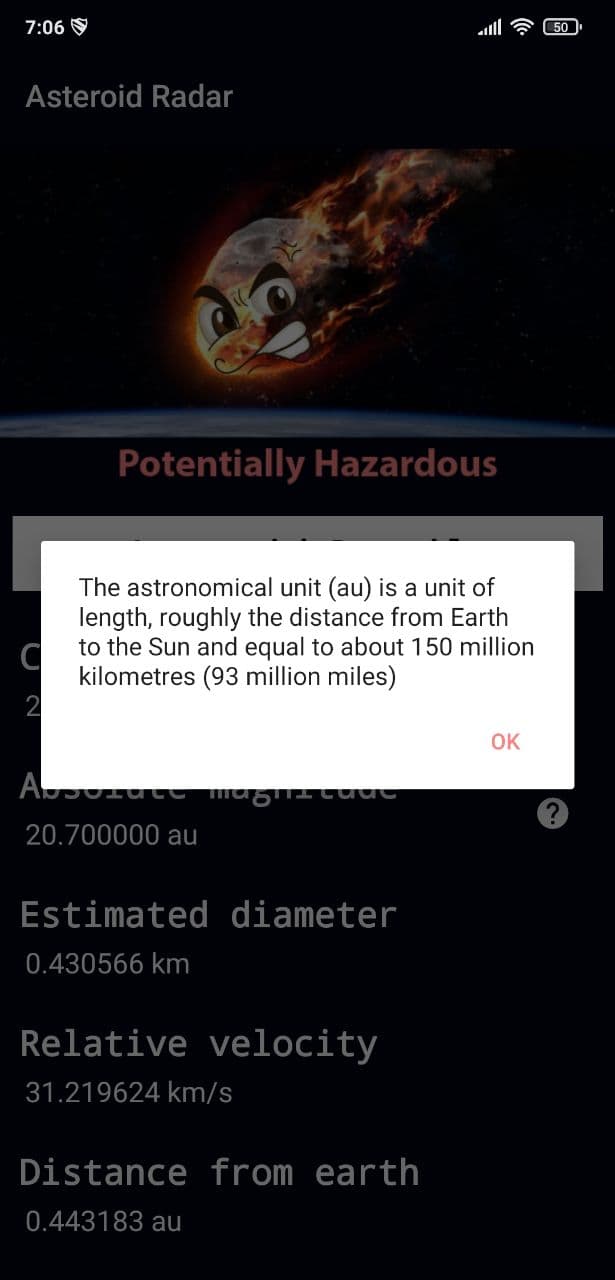 7:06
50
Asteroid Radar
Potentially Hazardous
The astronomical unit (au) is a unit of
length, roughly the distance from Earth
to the Sun and equal to about 150 million
kilometres (93 million miles)
OK
Absolute magnitude
20.700000 au
?
Estimated diameter
0.430566 km
Relative velocity
31.219624 km/s
Distance from earth
0.443183 au